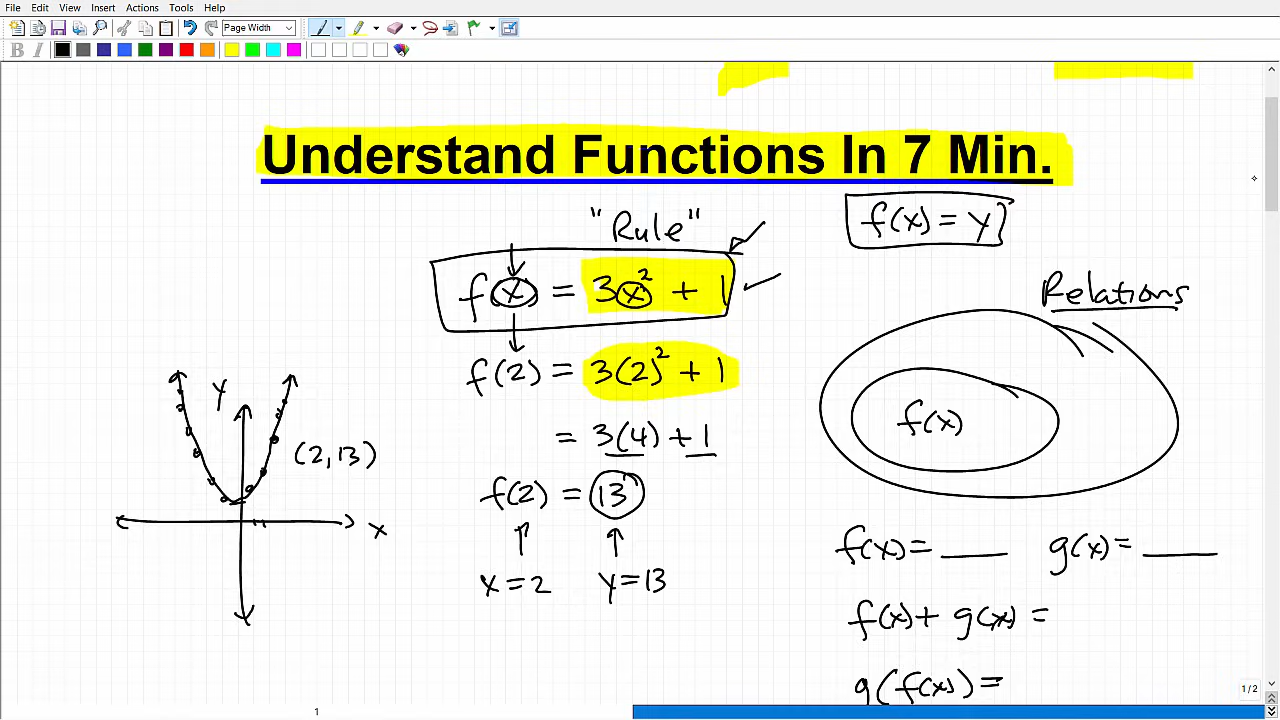 File Edit View Insert Actions Tools Help
Page Width
B I
Understand Functions In 7 Min.
"Rule"
f(x) = 3x² + 1
f(2) = 3(2)² + 1
= 3(4) + 1
f(2) = 13
x = 2 y = 13
y
(2, 13)
x
f(x) = y
Relations
f(x)
f(x) = ____ g(x) = ____
f(x) + g(x) =
g(f(x)) =
1/2
1